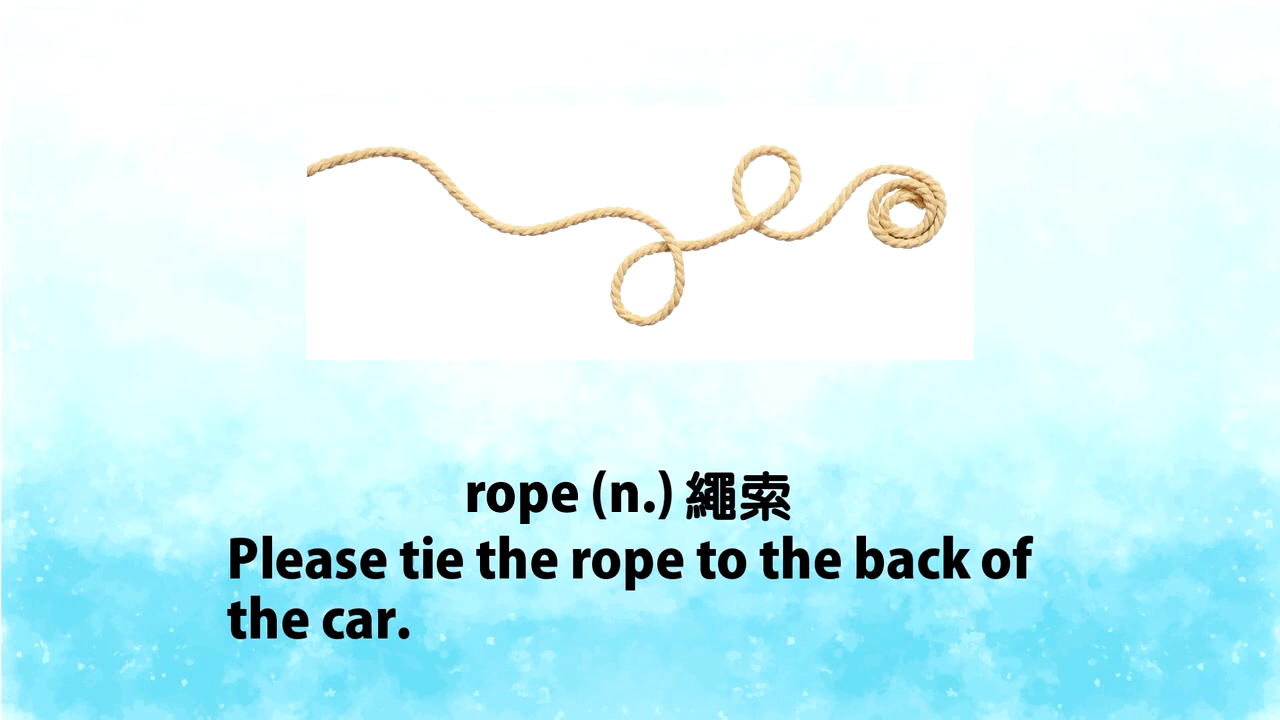 rope (n.) 繩索
Please tie the rope to the back of
the car.